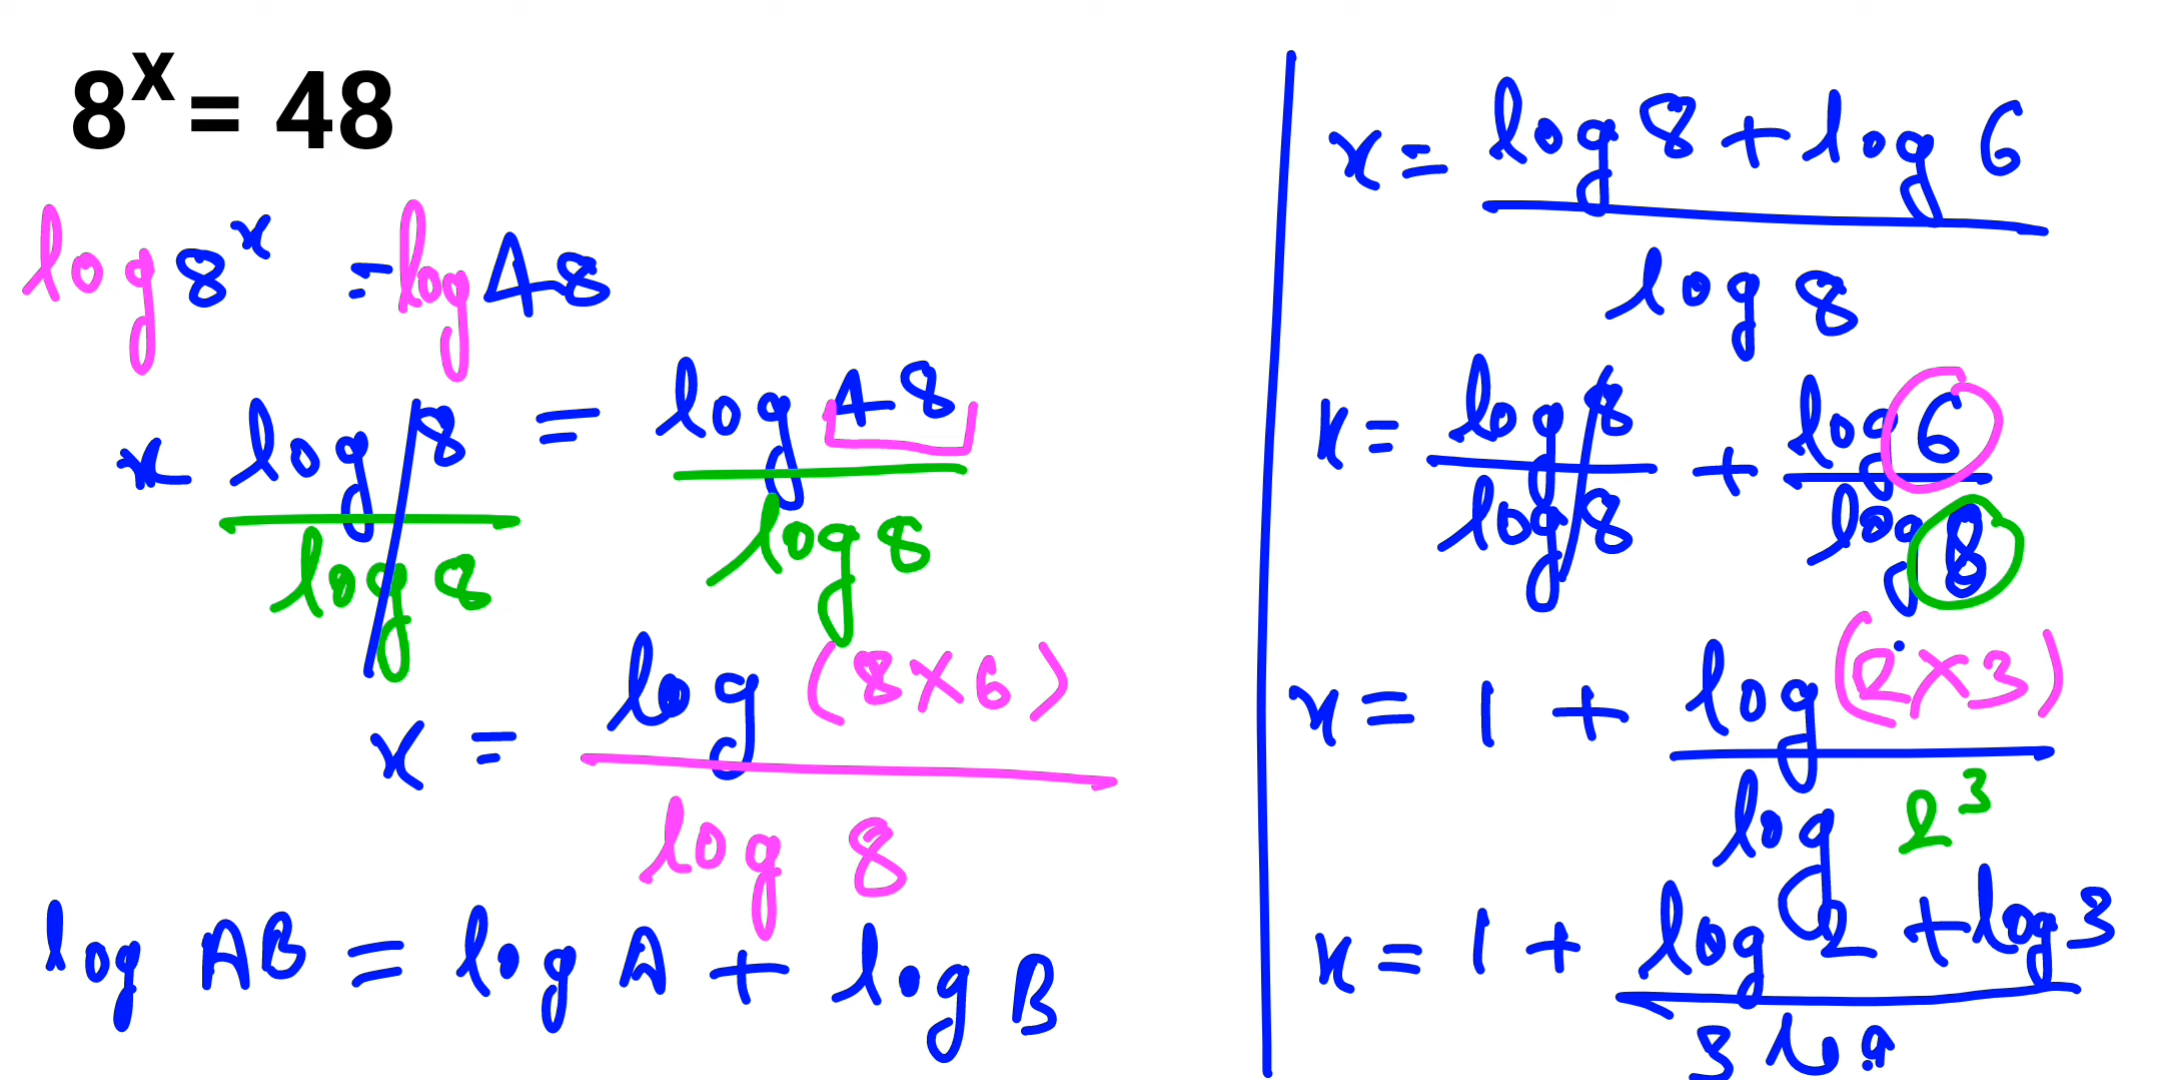 8^x = 48
log 8^x = log 48
x log 8 / log 8 = log 48 / log 8
x = log (8×6) / log 8
log AB = log A + log B
x = log 8 + log 6 / log 8
x = log 8 / log 8 + log 6 / log 8
x = 1 + log (2×3) / log 2^3
x = 1 + log 2 + log 3 / 3 log